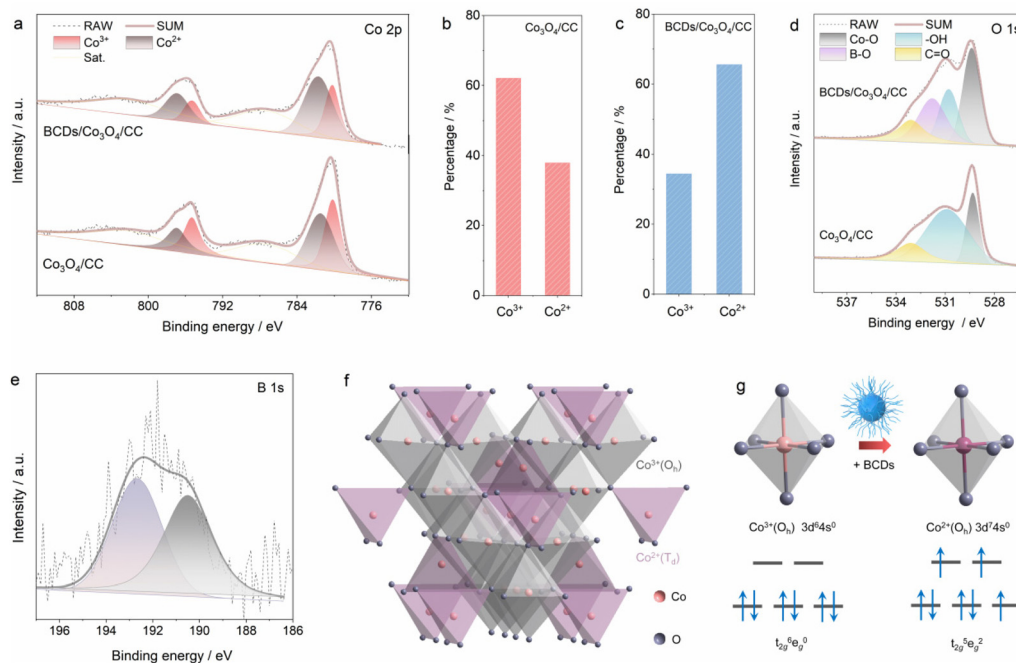 a
RAW SUM Co 2p
Co³⁺ Co²⁺
Sat.
BCDs/Co₃O₄/CC
Co₃O₄/CC
Intensity / a.u.
808 800 792 784 776
Binding energy / eV
b
Co₃O₄/CC
Percentage / %
80
60
40
20
0
Co³⁺ Co²⁺
c
BCDs/Co₃O₄/CC
Percentage / %
80
60
40
20
0
Co³⁺ Co²⁺
d
O 1s
RAW SUM
Co-O -OH
B-O C=O
BCDs/Co₃O₄/CC
Co₃O₄/CC
Intensity / a.u.
537 534 531 528
Binding energy / eV
e
B 1s
Intensity / a.u.
196 194 192 190 188 186
Binding energy / eV
f
Co³⁺(Oₕ)
Co²⁺(T_d)
Co
O
g
+ BCDs
Co³⁺(Oₕ) 3d⁶4s⁰ Co²⁺(Oₕ) 3d⁷4s⁰
t₂g⁶eg⁰ t₂g⁵eg²